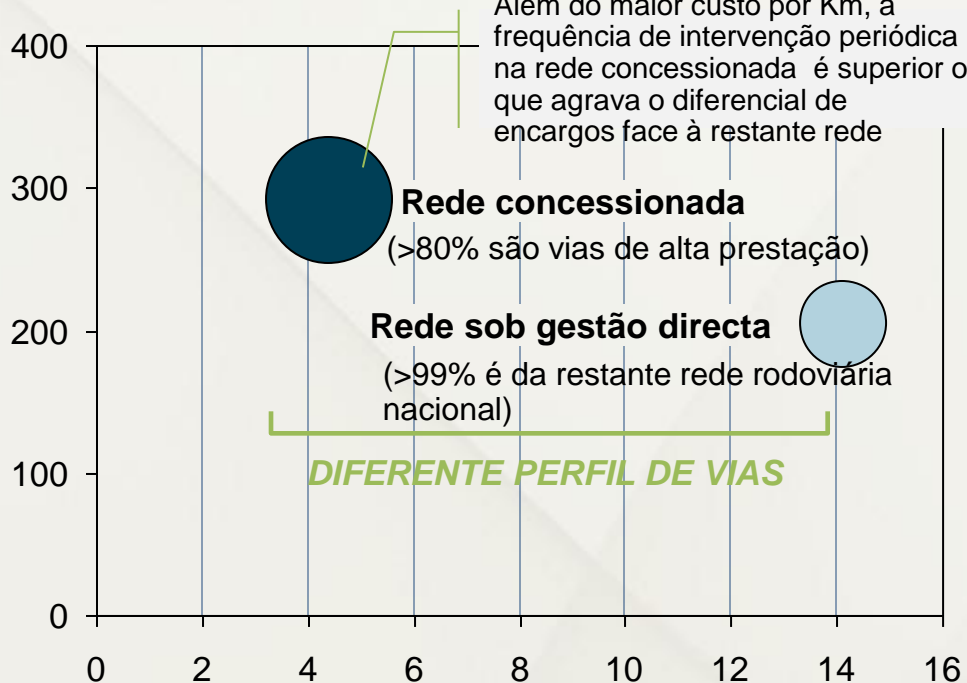 Além do maior custo por Km, a
frequência de intervenção periódica
na rede concessionada é superior o
que agrava o diferencial de
encargos face à restante rede
400
300
200
100
0
Rede concessionada
(>80% são vias de alta prestação)
Rede sob gestão directa
(>99% é da restante rede rodoviária
nacional)
DIFERENTE PERFIL DE VIAS
0 2 4 6 8 10 12 14 16